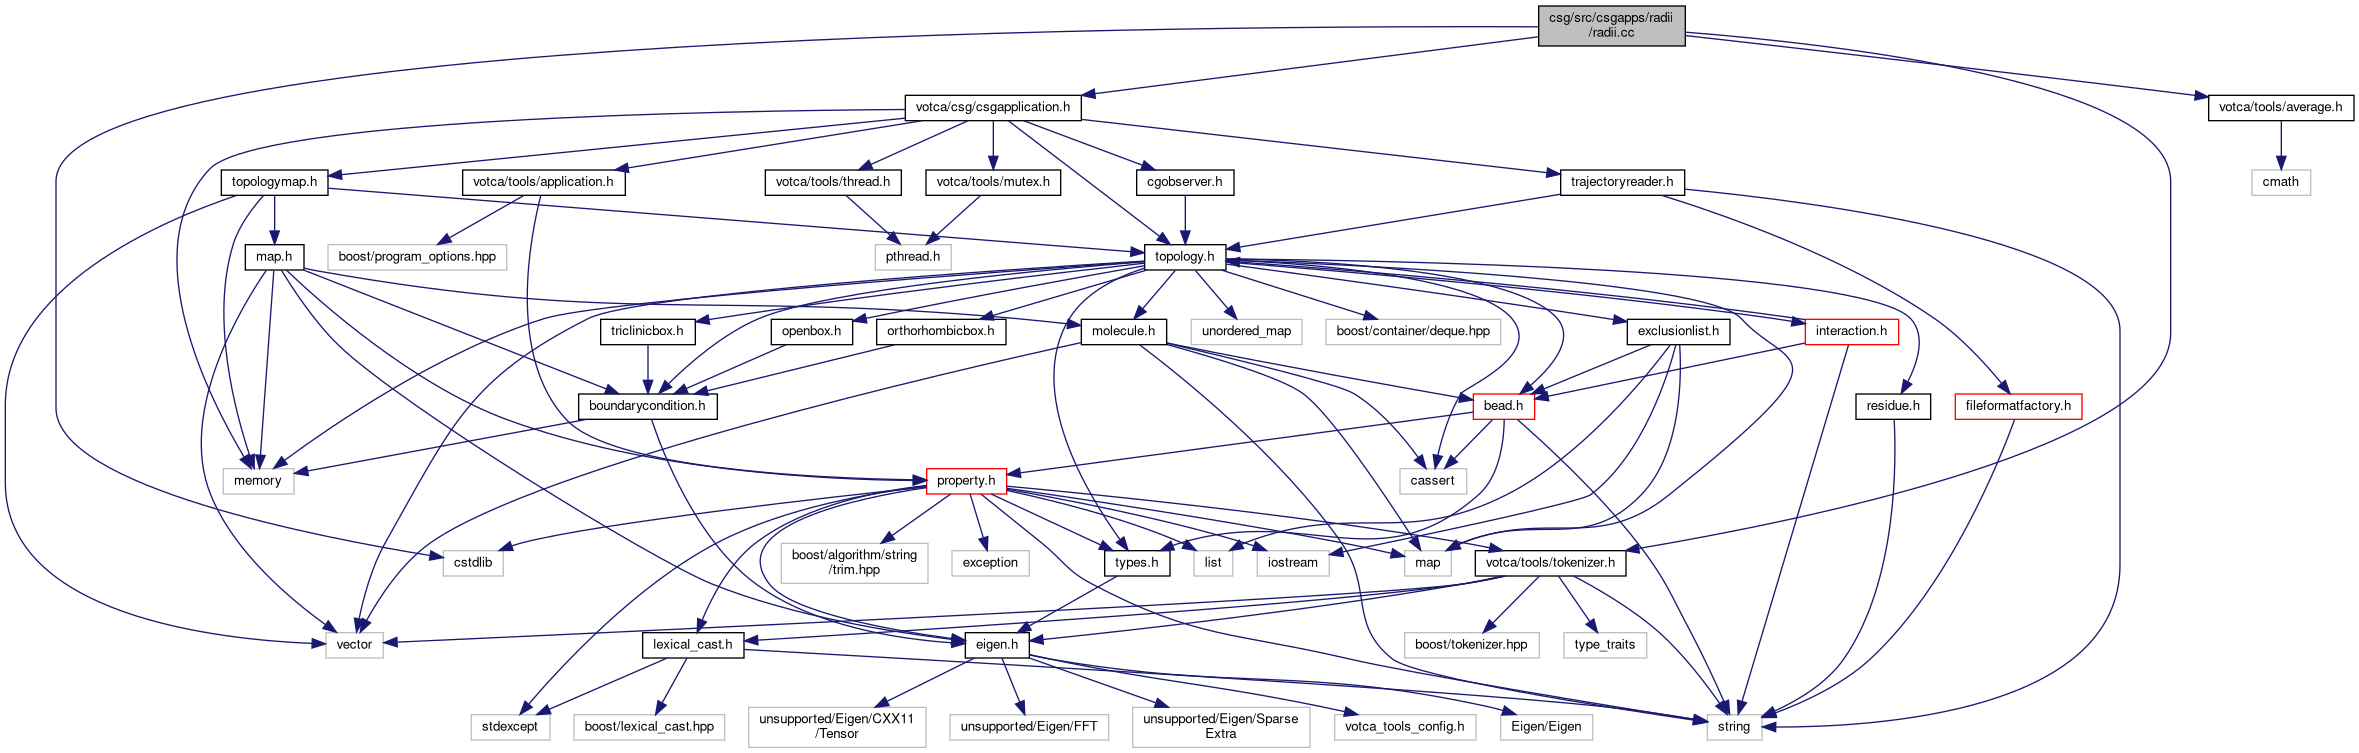 csg/src/csgapps/radii
/radii.cc
votca/csg/csgapplication.h
votca/tools/average.h
topologymap.h
votca/tools/application.h
votca/tools/thread.h
votca/tools/mutex.h
cgobserver.h
trajectoryreader.h
cmath
map.h
boost/program_options.hpp
pthread.h
topology.h
triclinicbox.h
openbox.h
orthorhombicbox.h
molecule.h
unordered_map
boost/container/deque.hpp
exclusionlist.h
interaction.h
boundarycondition.h
bead.h
residue.h
fileformatfactory.h
memory
property.h
cassert
cstdlib
boost/algorithm/string
/trim.hpp
exception
types.h
list
iostream
map
votca/tools/tokenizer.h
vector
lexical_cast.h
eigen.h
boost/tokenizer.hpp
type_traits
stdexcept
boost/lexical_cast.hpp
unsupported/Eigen/CXX11
/Tensor
unsupported/Eigen/FFT
unsupported/Eigen/Sparse
Extra
votca_tools_config.h
Eigen/Eigen
string